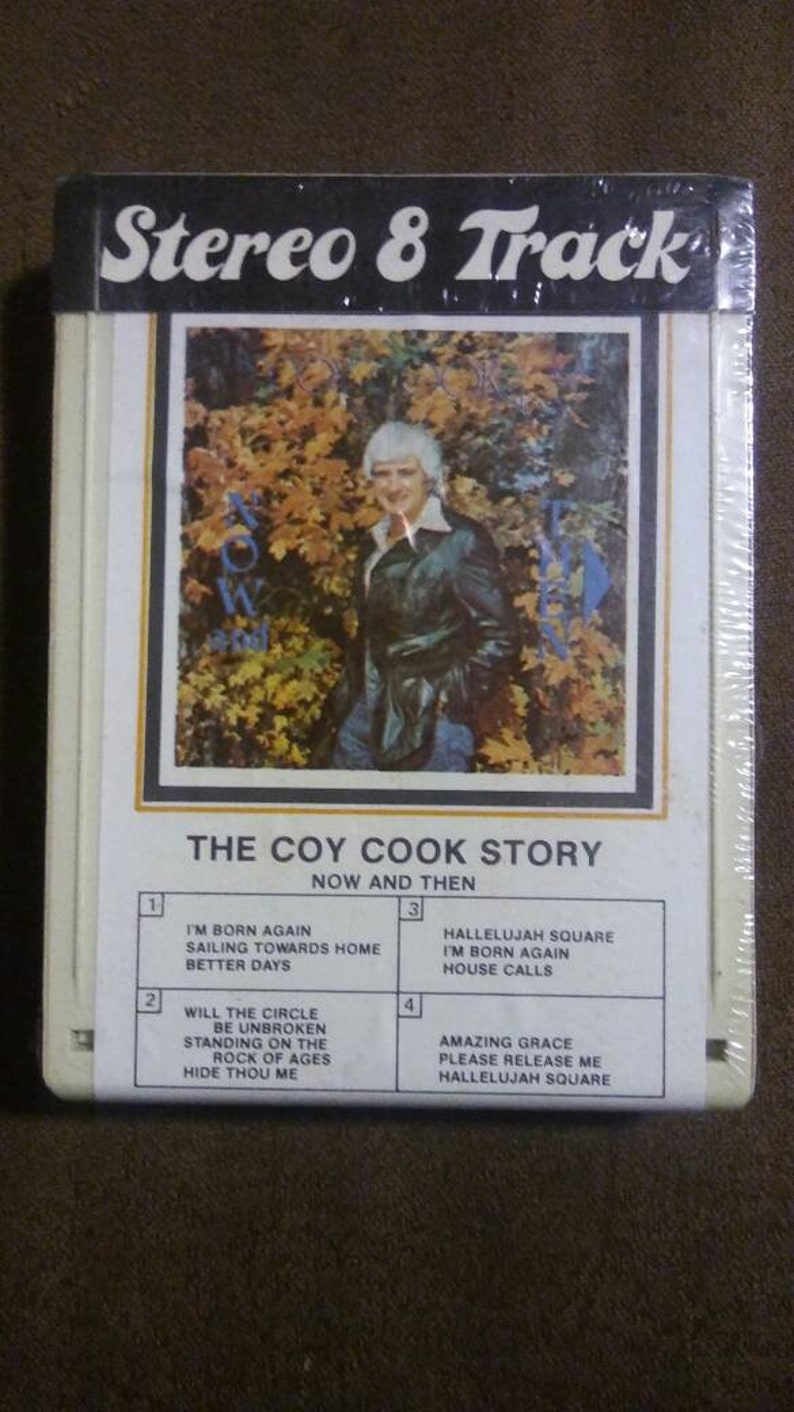 Stereo 8 Track
NOW
and
THEN
THE COY COOK STORY
NOW AND THEN
1
I'M BORN AGAIN
SAILING TOWARDS HOME
BETTER DAYS
2
WILL THE CIRCLE
BE UNBROKEN
STANDING ON THE
ROCK OF AGES
HIDE THOU ME
3
HALLELUJAH SQUARE
I'M BORN AGAIN
HOUSE CALLS
4
AMAZING GRACE
PLEASE RELEASE ME
HALLELUJAH SQUARE